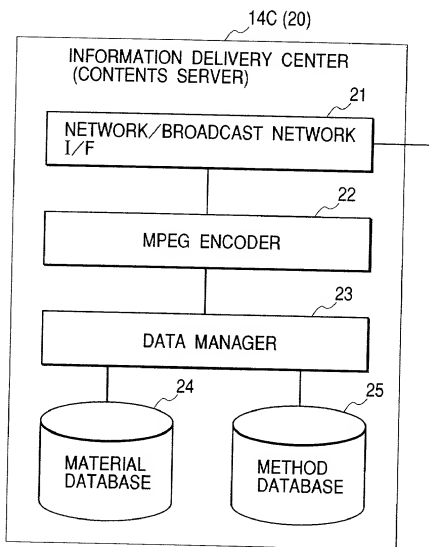 14C (20)
INFORMATION DELIVERY CENTER
(CONTENTS SERVER)
21
NETWORK/BROADCAST NETWORK
I/F
22
MPEG ENCODER
23
DATA MANAGER
24
MATERIAL
DATABASE
25
METHOD
DATABASE